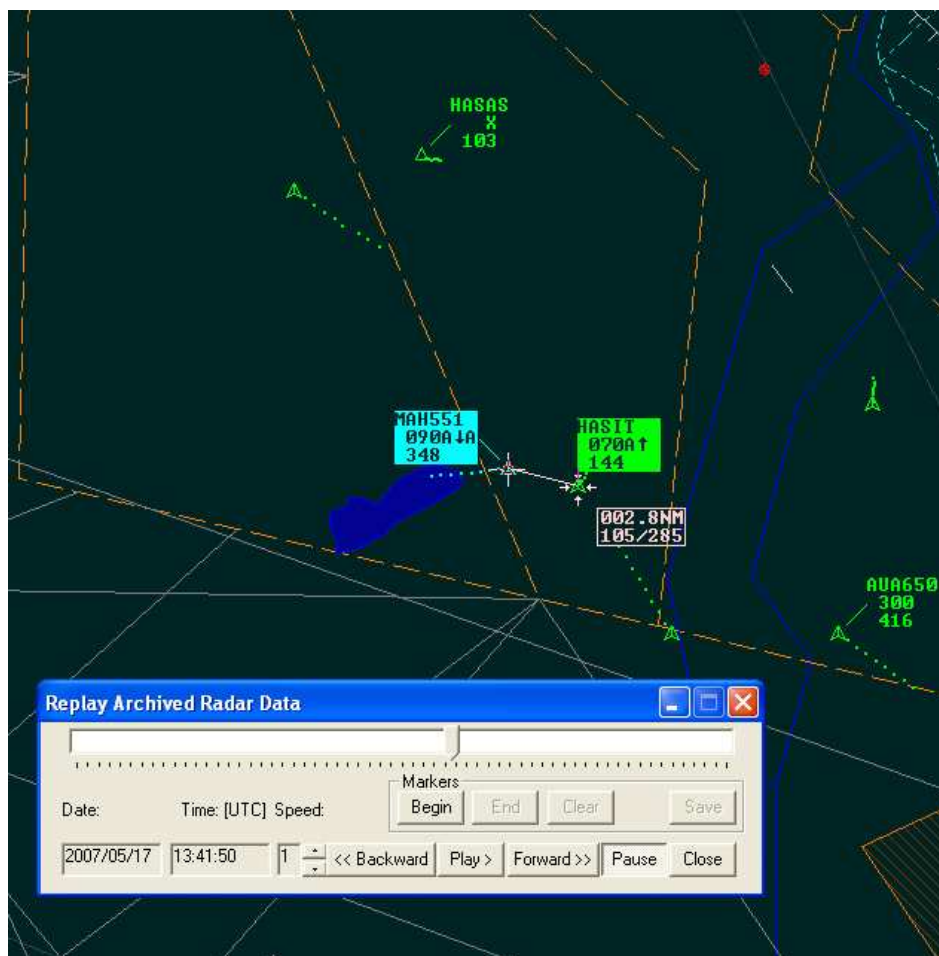 HASAS
X
103
MAH551
090A↓A
348
HASIT
070A↑
144
002.8NM
105/285
AUA650
300
416
Replay Archived Radar Data
Markers
Begin
End
Clear
Save
Date:
Time: [UTC]
Speed:
2007/05/17
13:41:50
1
<< Backward
Play >
Forward >>
Pause
Close